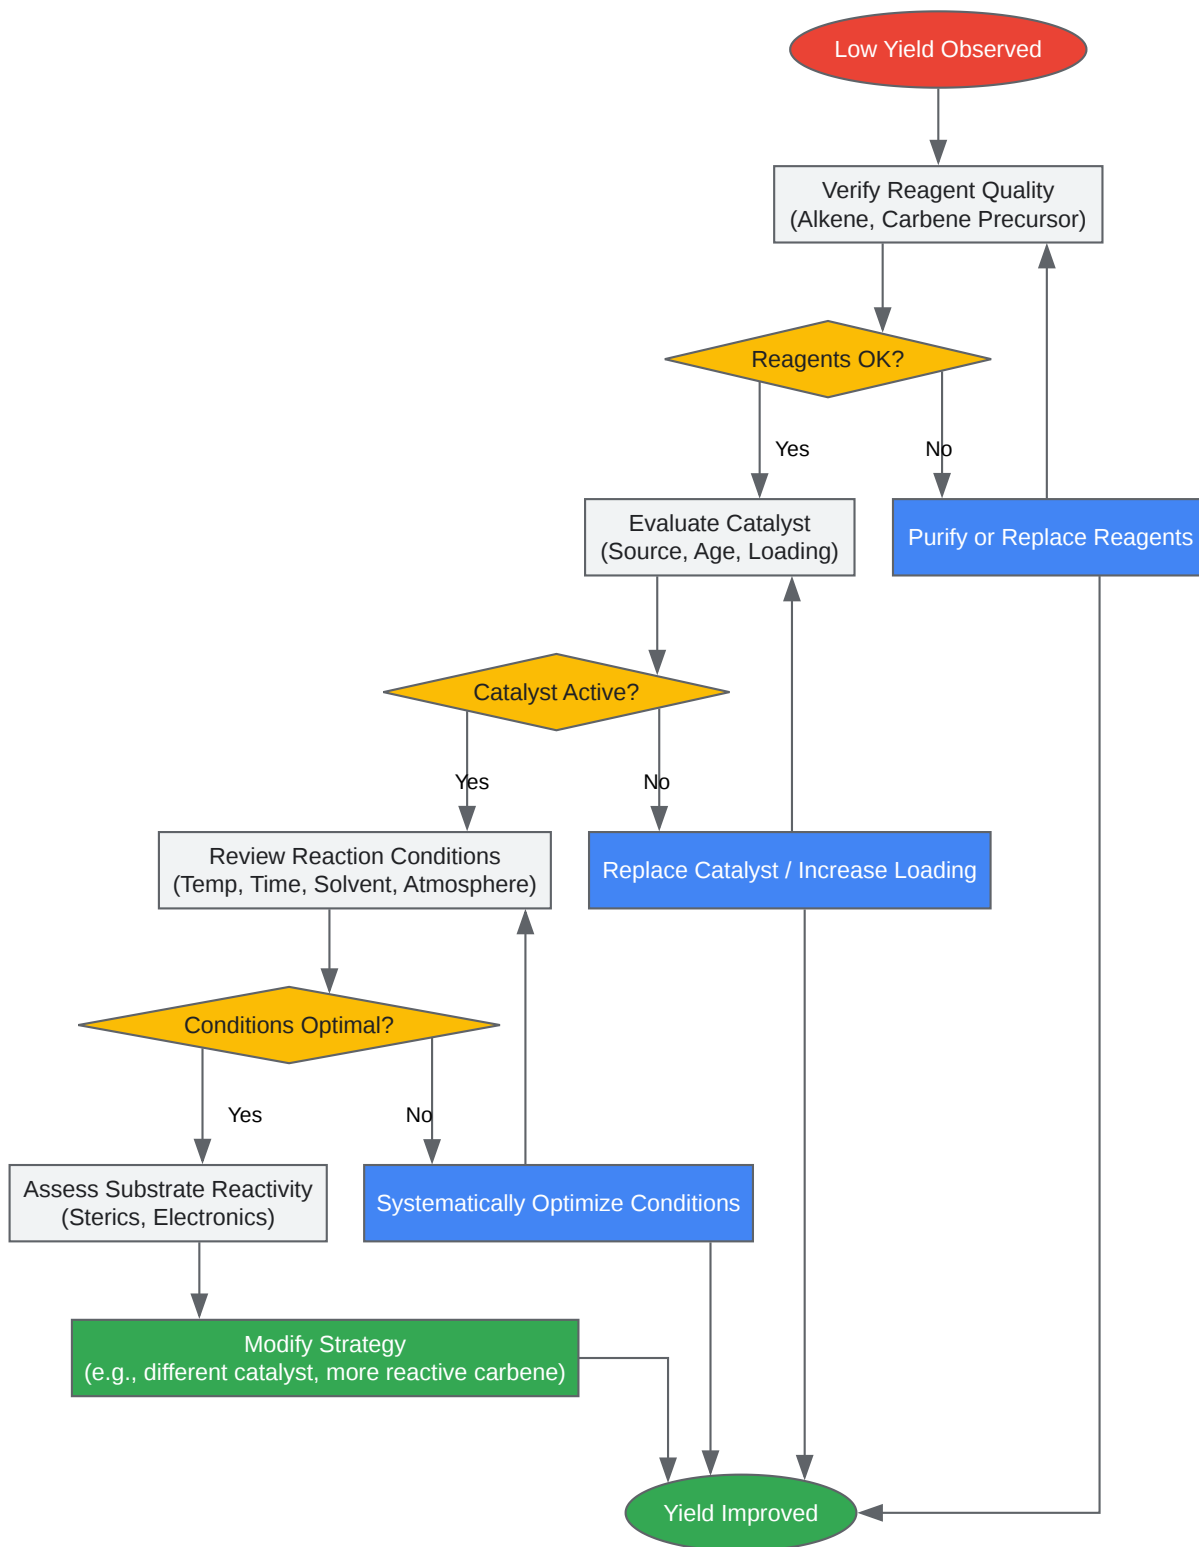 Low Yield Observed
Verify Reagent Quality
(Alkene, Carbene Precursor)
Reagents OK?
Yes
No
Evaluate Catalyst
(Source, Age, Loading)
Purify or Replace Reagents
Catalyst Active?
Yes
No
Review Reaction Conditions
(Temp, Time, Solvent, Atmosphere)
Replace Catalyst / Increase Loading
Conditions Optimal?
Yes
No
Assess Substrate Reactivity
(Sterics, Electronics)
Systematically Optimize Conditions
Modify Strategy
(e.g., different catalyst, more reactive carbene)
Yield Improved